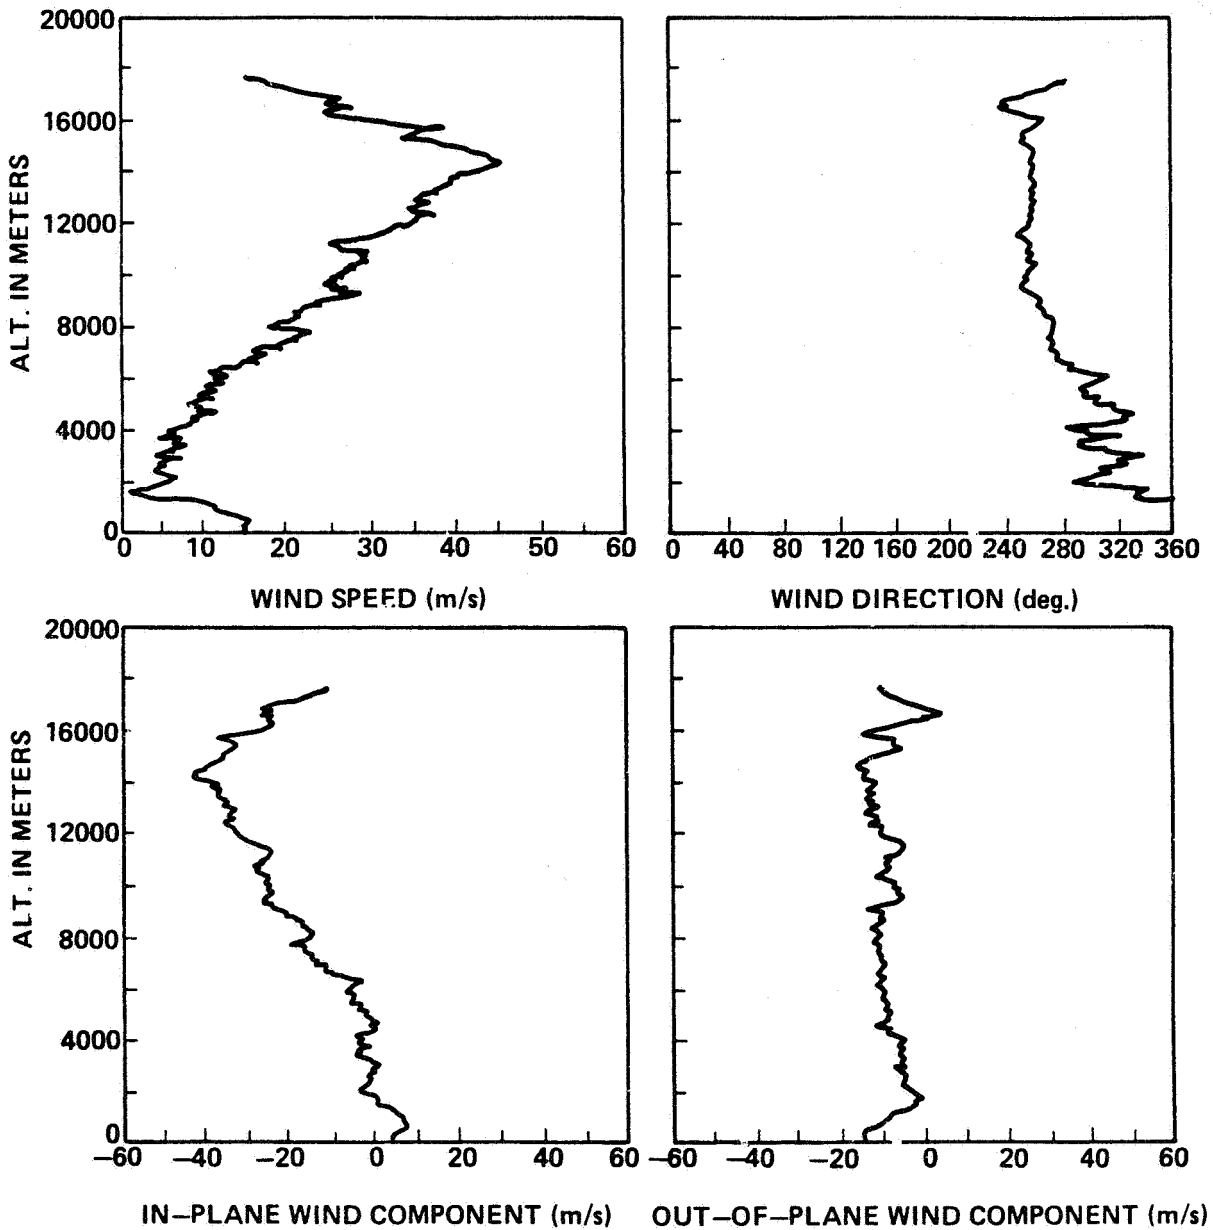 20000
16000
12000
8000
4000
0
ALT. IN METERS
0 10 20 30 40 50 60
WIND SPEED (m/s)
0 40 80 120 160 200 240 280 320 360
WIND DIRECTION (deg.)
20000
16000
12000
8000
4000
0
ALT. IN METERS
−60 −40 −20 0 20 40 60
IN−PLANE WIND COMPONENT (m/s)
−60 −40 −20 0 20 40 60
OUT−OF−PLANE WIND COMPONENT (m/s)